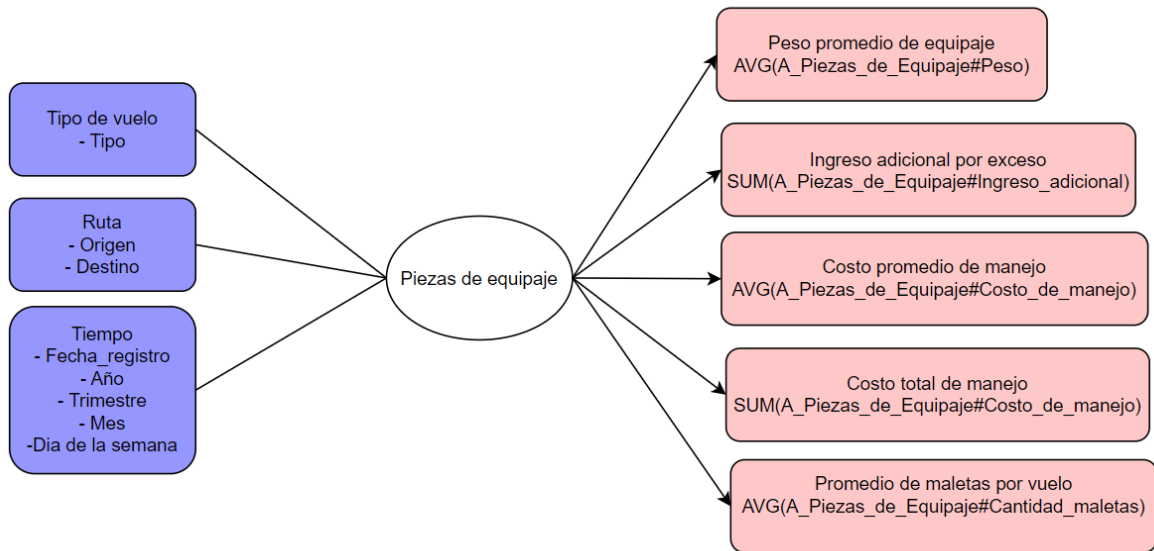 Tipo de vuelo
- Tipo
Ruta
- Origen
- Destino
Tiempo
- Fecha_registro
- Año
- Trimestre
- Mes
-Dia de la semana
Piezas de equipaje
Peso promedio de equipaje
AVG(A_Piezas_de_Equipaje#Peso)
Ingreso adicional por exceso
SUM(A_Piezas_de_Equipaje#Ingreso_adicional)
Costo promedio de manejo
AVG(A_Piezas_de_Equipaje#Costo_de_manejo)
Costo total de manejo
SUM(A_Piezas_de_Equipaje#Costo_de_manejo)
Promedio de maletas por vuelo
AVG(A_Piezas_de_Equipaje#Cantidad_maletas)